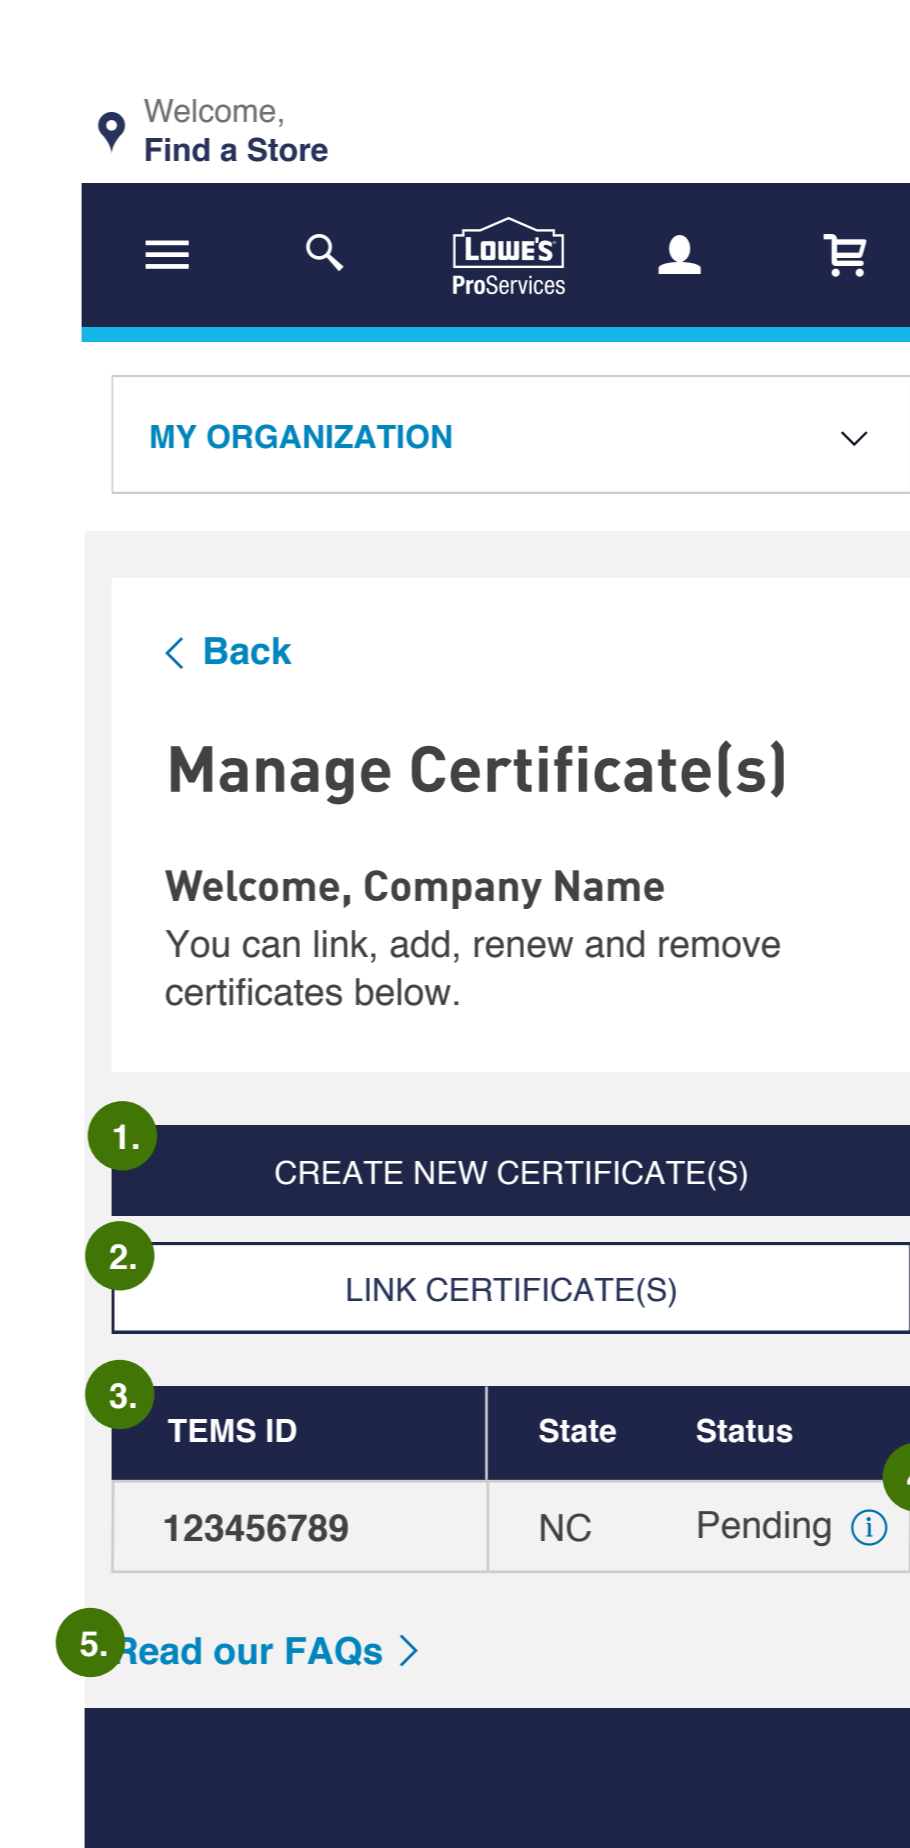 Welcome,
Find a Store
LOWE'S
ProServices
MY ORGANIZATION
Back
Manage Certificate(s)
Welcome, Company Name
You can link, add, renew and remove
certificates below.
1.
CREATE NEW CERTIFICATE(S)
2.
LINK CERTIFICATE(S)
3.
TEMS ID State Status
123456789 NC Pending i
5. Read our FAQs